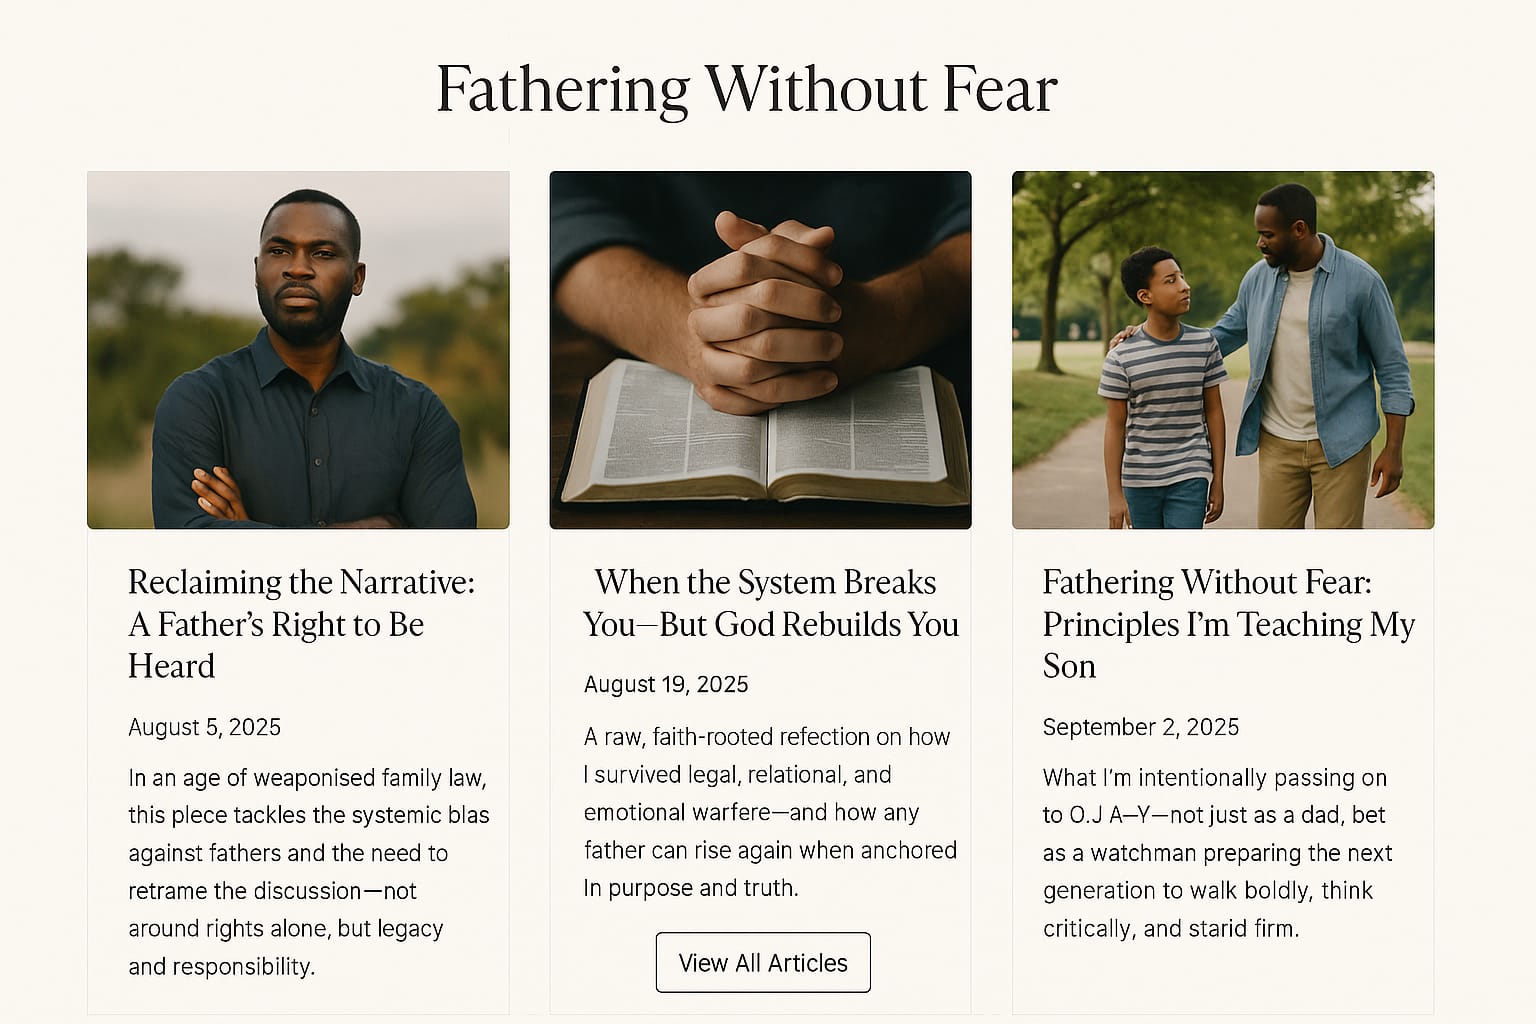 Fathering Without Fear
Reclaiming the Narrative:
A Father's Right to Be
Heard
August 5, 2025
In an age of weaponised family law,
this plece tackles the systemic blas
against fathers and the need to
retrame the discussion—not
around rights alone, but legacy
and responsibility.
When the System Breaks
You—But God Rebuilds You
August 19, 2025
A raw, faith-rooted refection on how
I survived legal, relational, and
emotional warfere—and how any
father can rise again when anchored
In purpose and truth.
View All Articles
Fathering Without Fear:
Principles I'm Teaching My
Son
September 2, 2025
What I'm intentionally passing on
to O.J A—Y—not just as a dad, bet
as a watchman preparing the next
generation to walk boldly, think
critically, and starid firm.